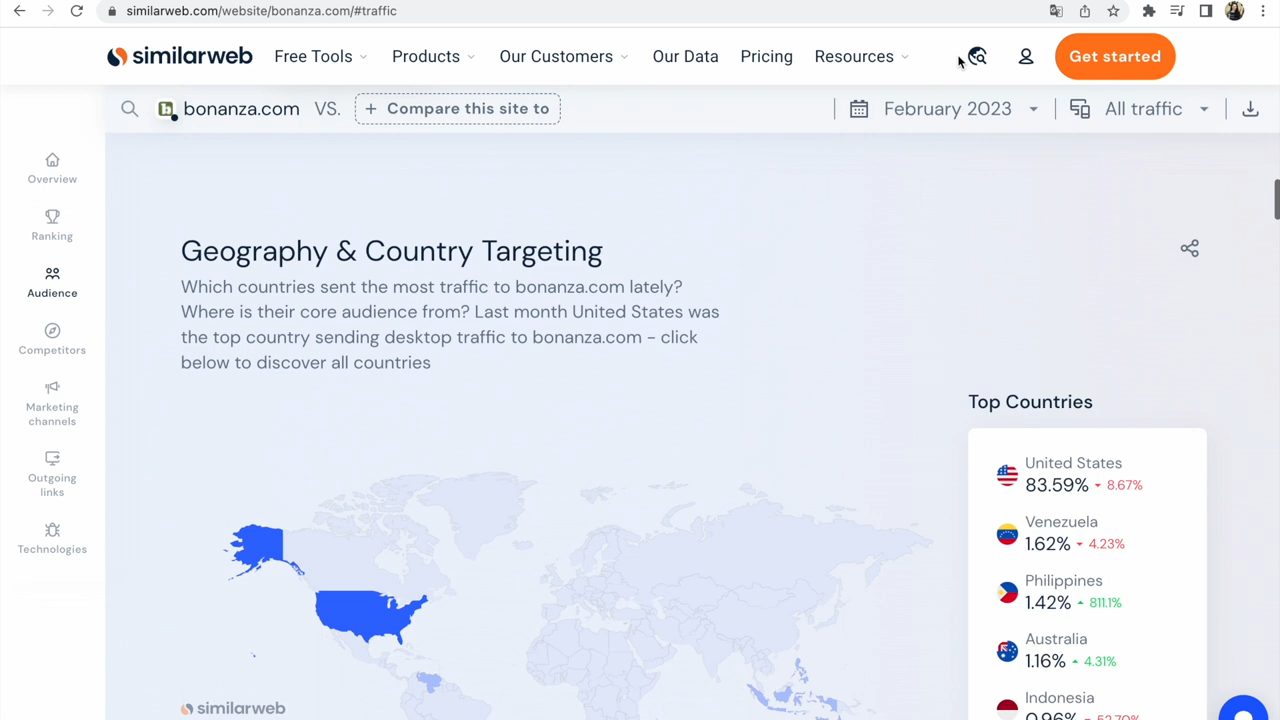 similarweb.com/website/bonanza.com/#traffic
similarweb
Free Tools
Products
Our Customers
Our Data
Pricing
Resources
Get started
bonanza.com
VS.
+ Compare this site to
February 2023
All traffic
Overview
Ranking
Audience
Competitors
Marketing
channels
Outgoing
links
Technologies
Geography & Country Targeting
Which countries sent the most traffic to bonanza.com lately?
Where is their core audience from? Last month United States was
the top country sending desktop traffic to bonanza.com - click
below to discover all countries
Top Countries
United States
83.59% 8.67%
Venezuela
1.62% 4.23%
Philippines
1.42% 811.1%
Australia
1.16% 4.31%
Indonesia
0.96% 52.70%
similarweb